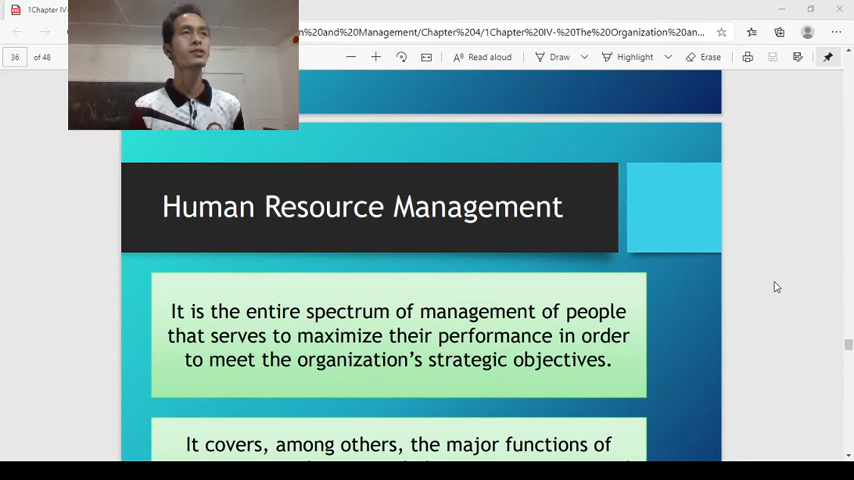 1Chapter IV-
n%20and%20Management/Chapter%204/1Chapter%20IV-%20The%20Organization%20an...
36 of 48
Read aloud
Draw
Highlight
Erase
Human Resource Management
It is the entire spectrum of management of people
that serves to maximize their performance in order
to meet the organization's strategic objectives.
It covers, among others, the major functions of